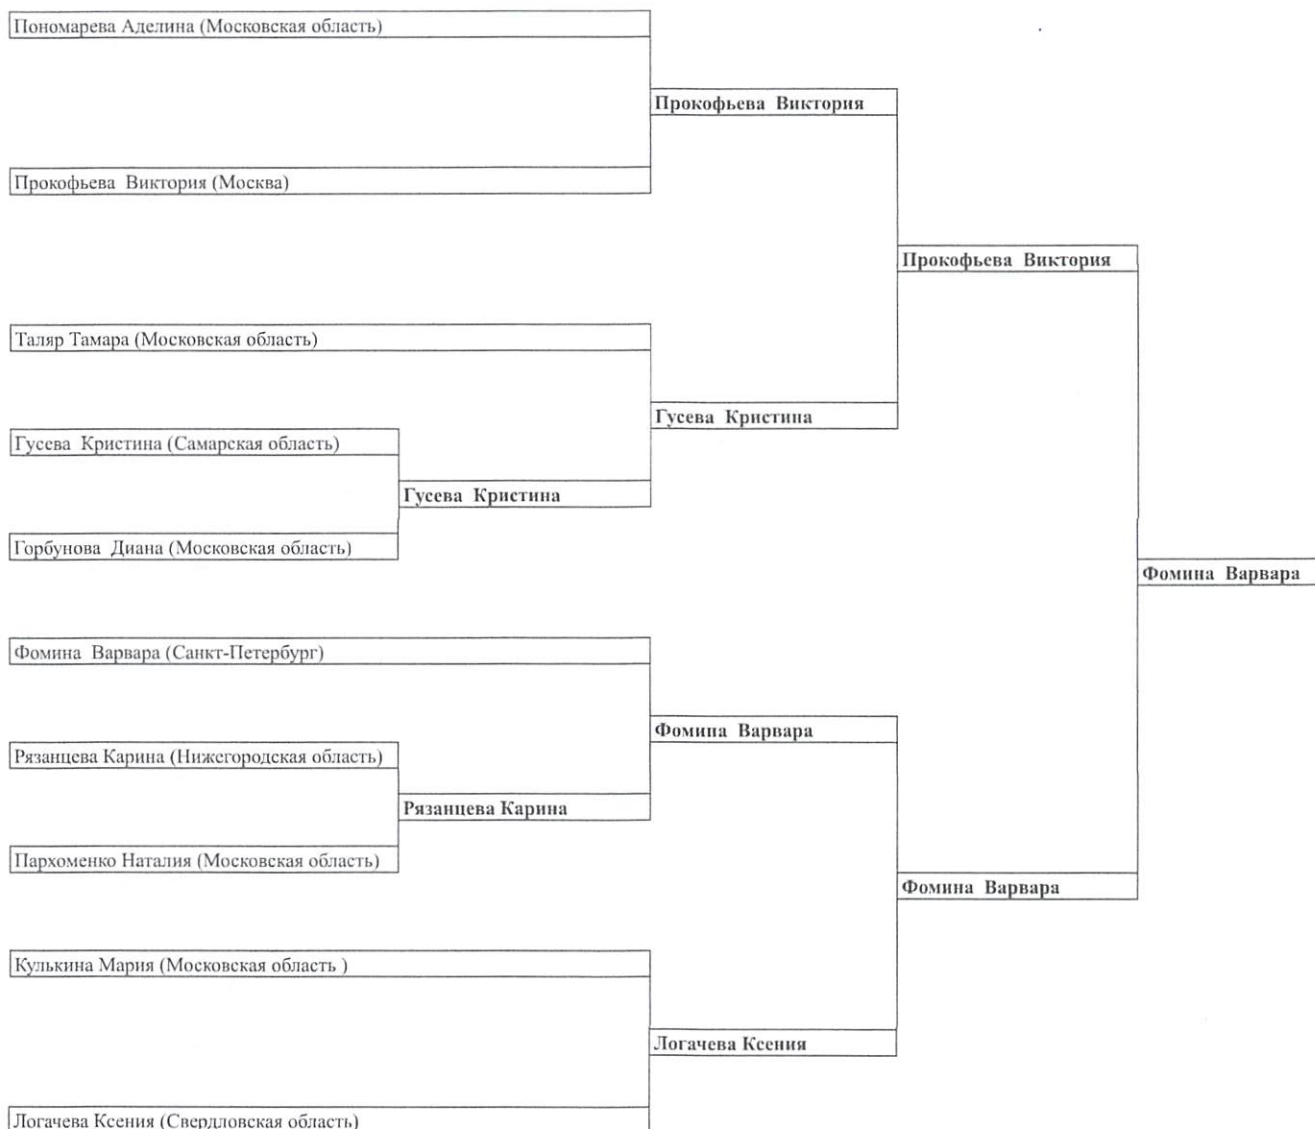 Пономарева Аделина (Московская область)
Прокофьева Виктория
Прокофьева Виктория (Москва)
Прокофьева Виктория
Таляр Тамара (Московская область)
Гусева Кристина
Гусева Кристина (Самарская область)
Гусева Кристина
Горбунова Диана (Московская область)
Фомина Варвара
Фомина Варвара (Санкт-Петербург)
Фомина Варвара
Рязанцева Карина (Нижегородская область)
Рязанцева Карина
Пархоменко Наталия (Московская область)
Фомина Варвара
Кулькина Мария (Московская область )
Логачева Ксения
Логачева Ксения (Свердловская область)